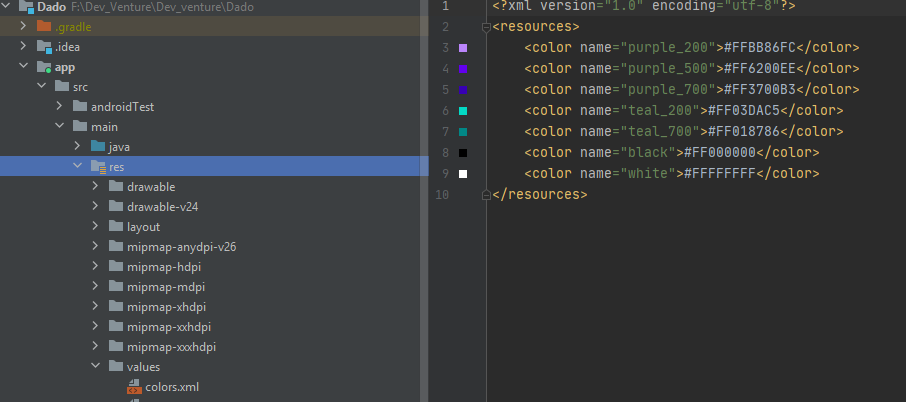 Dado F:\Dev_Venture\Dev_venture\Dado
.gradle
.idea
app
src
androidTest
main
java
res
drawable
drawable-v24
layout
mipmap-anydpi-v26
mipmap-hdpi
mipmap-mdpi
mipmap-xhdpi
mipmap-xxhdpi
mipmap-xxxhdpi
values
colors.xml
1 <?xml version="1.0" encoding="utf-8"?>
2 <resources>
3 <color name="purple_200">#FFBB86FC</color>
4 <color name="purple_500">#FF6200EE</color>
5 <color name="purple_700">#FF3700B3</color>
6 <color name="teal_200">#FF03DAC5</color>
7 <color name="teal_700">#FF018786</color>
8 <color name="black">#FF000000</color>
9 <color name="white">#FFFFFFFF</color>
10 </resources>